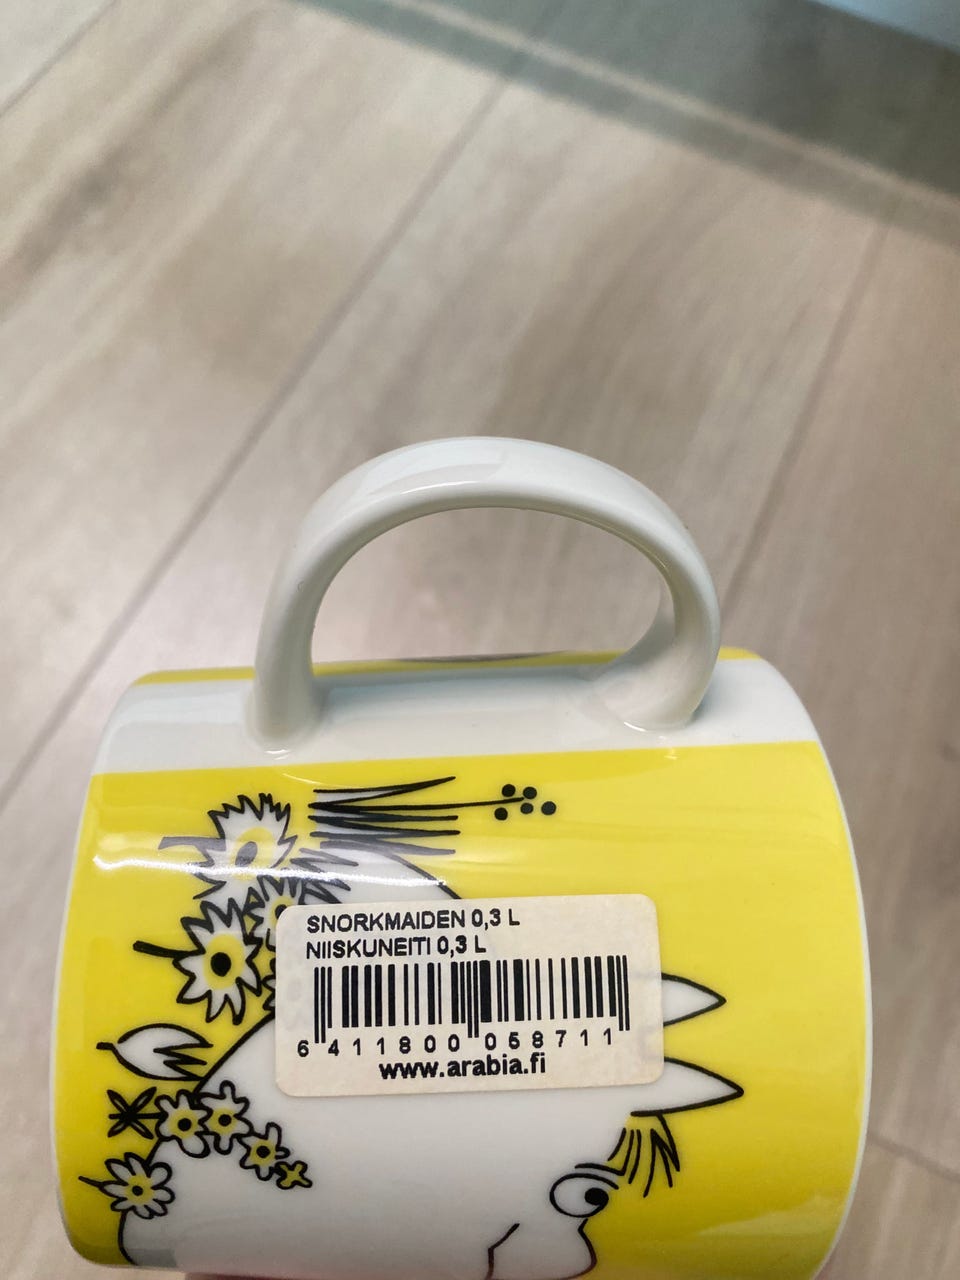 SNORKMAIDEN 0,3 L
NIISKUNEITI 0,3 L
6 411800 058711
www.arabia.fi